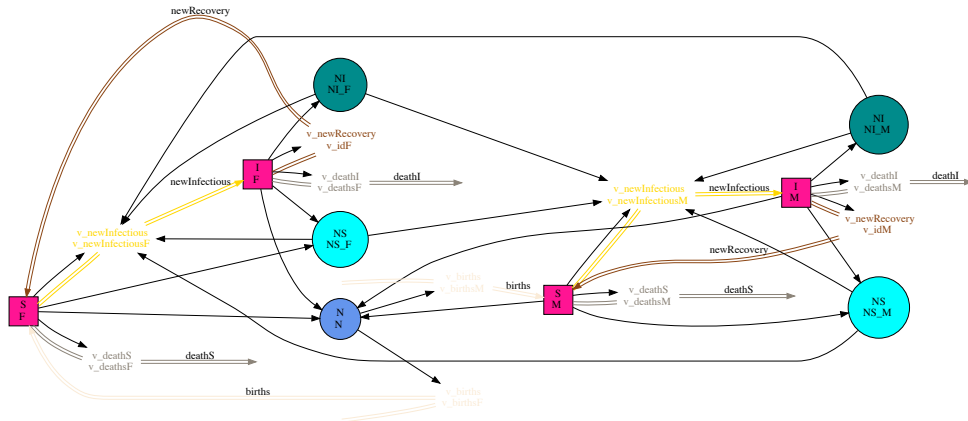 newRecovery
NI
NI_F
NI
NI_M
v_newRecovery
v_idF
I
F
v_deathI
v_deathsF
deathI
newInfectious
v_newInfectious
v_newInfectiousM
newInfectious
I
M
v_deathI
v_deathsM
deathI
v_newRecovery
v_idM
v_newInfectious
v_newInfectiousF
NS
NS_F
newRecovery
v_births
v_birthsM
births
S
M
v_deathS
v_deathsM
deathS
NS
NS_M
S
F
N
N
v_deathS
v_deathsF
deathS
births
v_births
v_birthsF